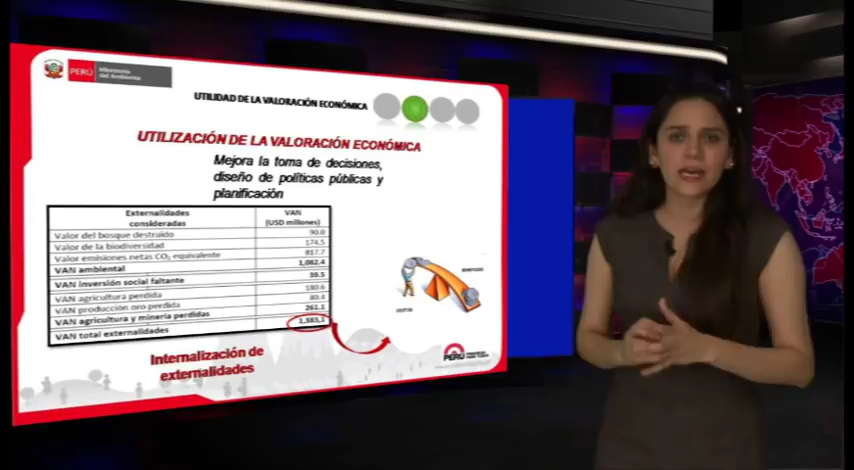 PERÚ Ministerio
del Ambiente
UTILIDAD DE LA VALORACIÓN ECONÓMICA
UTILIZACIÓN DE LA VALORACIÓN ECONÓMICA
Mejora la toma de decisiones,
diseño de políticas públicas y
planificación
Externalidades consideradas VAN (USD millones)
Valor del bosque destruido 90.0
Valor de la biodiversidad 174.5
Valor emisiones netas CO₂ equivalente 817.7
VAN ambiental 1,082.4
VAN inversión social faltante 39.5
VAN agricultura perdida 180.6
VAN producción oro perdida 80.4
VAN agricultura y minería perdidas 261.1
VAN total externalidades 1,383.1
BENEFICIOS
COSTOS
Internalización de
externalidades
PERÚ